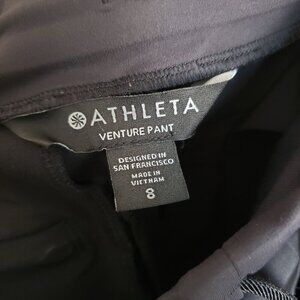 ATHLETA
VENTURE PANT
DESIGNED IN
SAN FRANCISCO
MADE IN
VIETNAM
8